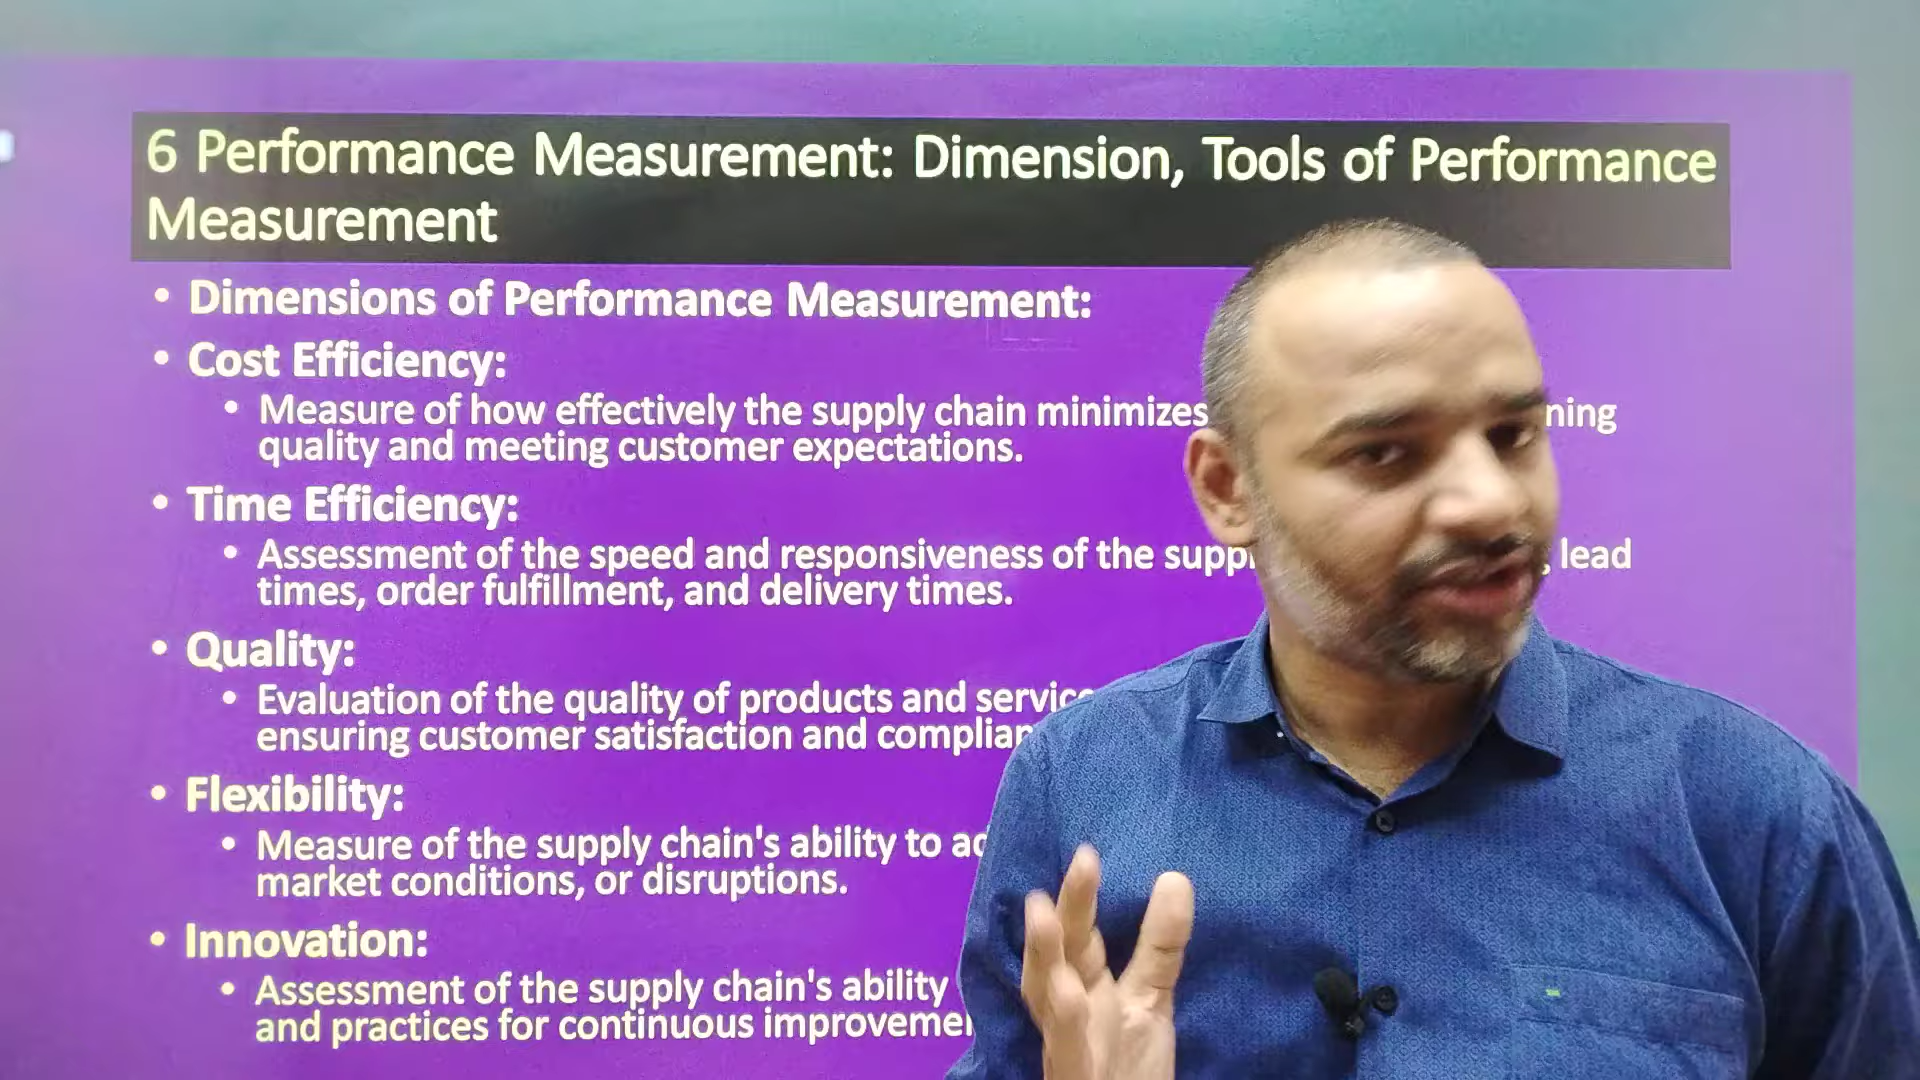 6 Performance Measurement: Dimension, Tools of Performance
Measurement
• Dimensions of Performance Measurement:
• Cost Efficiency:
• Measure of how effectively the supply chain minimizes
quality and meeting customer expectations.
• Time Efficiency:
• Assessment of the speed and responsiveness of the lead
times, order fulfillment, and delivery times.
• Quality:
• Evaluation of the quality of products and
ensuring customer satisfaction and
• Flexibility:
• Measure of the supply chain's ability to
market conditions, or disruptions.
• Innovation:
• Assessment of the supply chain's ability
and practices for continuous